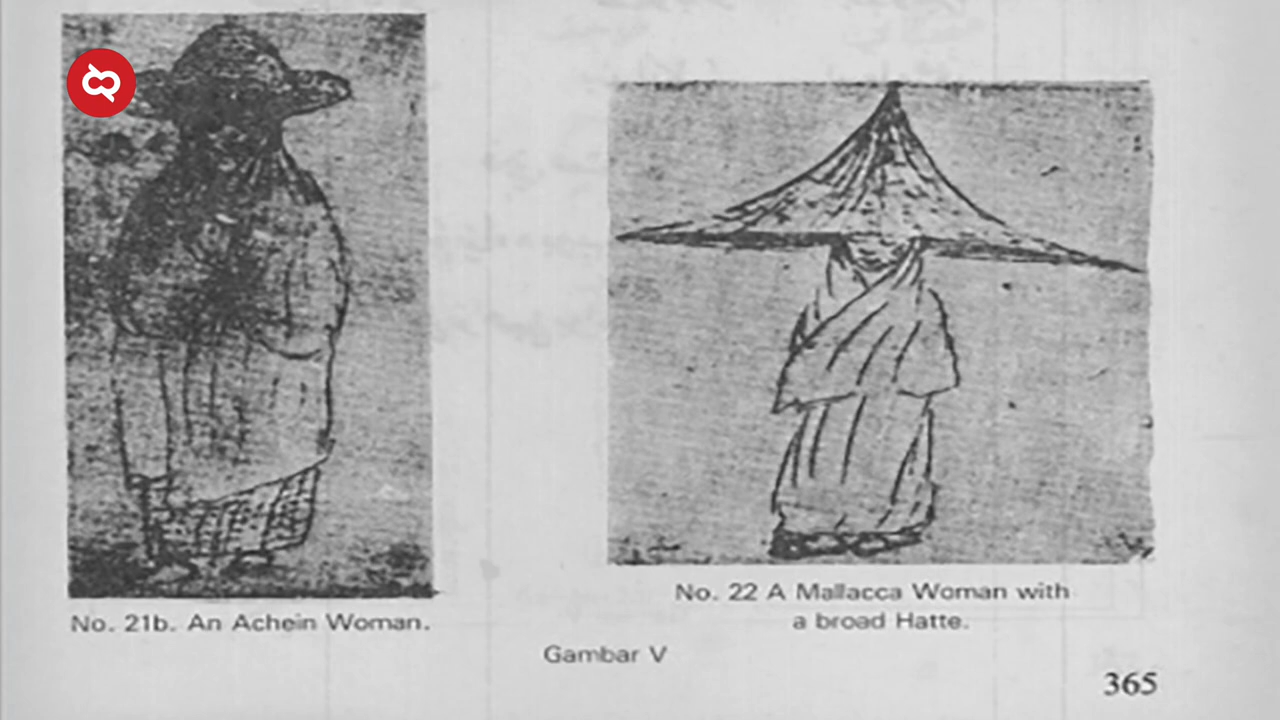 No. 21b. An Achein Woman.
No. 22 A Mallacca Woman with
a broad Hatte.
Gambar V
365